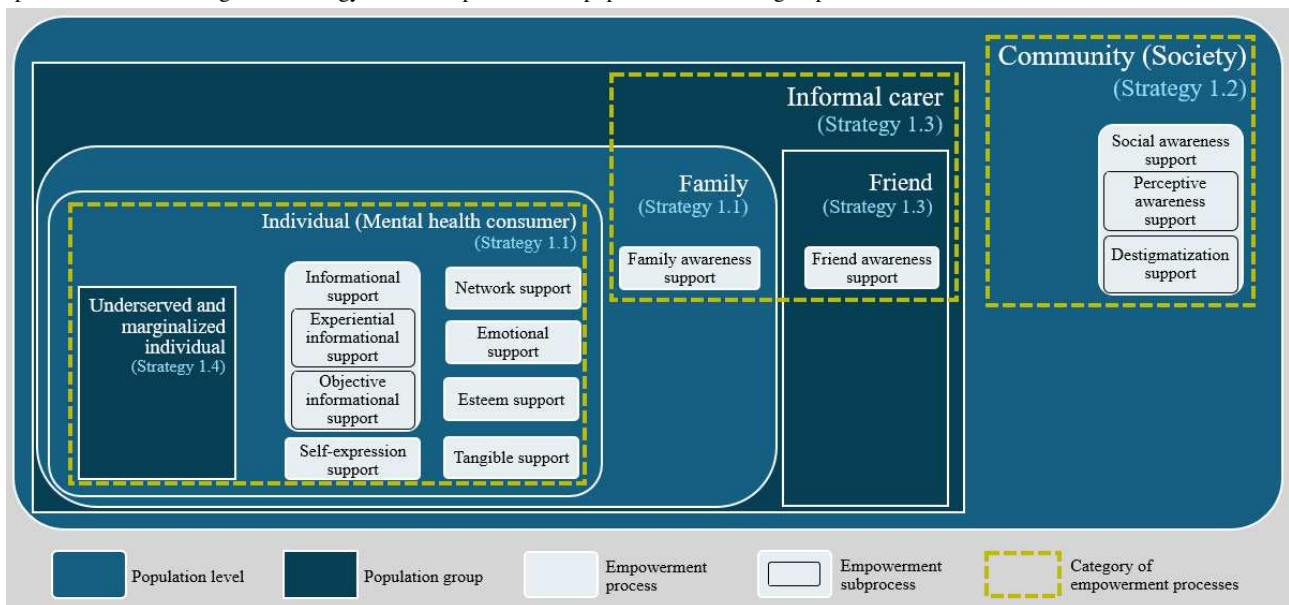 Community (Society)
(Strategy 1.2)
Social awareness
support
Perceptive
awareness
support
Destigmatization
support
Informal carer
(Strategy 1.3)
Family
(Strategy 1.1)
Family awareness
support
Friend
(Strategy 1.3)
Friend awareness
support
Individual (Mental health consumer)
(Strategy 1.1)
Underserved and
marginalized
individual
(Strategy 1.4)
Informational
support
Experiential
informational
support
Objective
informational
support
Self-expression
support
Network support
Emotional
support
Esteem support
Tangible support
Population level
Population group
Empowerment
process
Empowerment
subprocess
Category of
empowerment processes